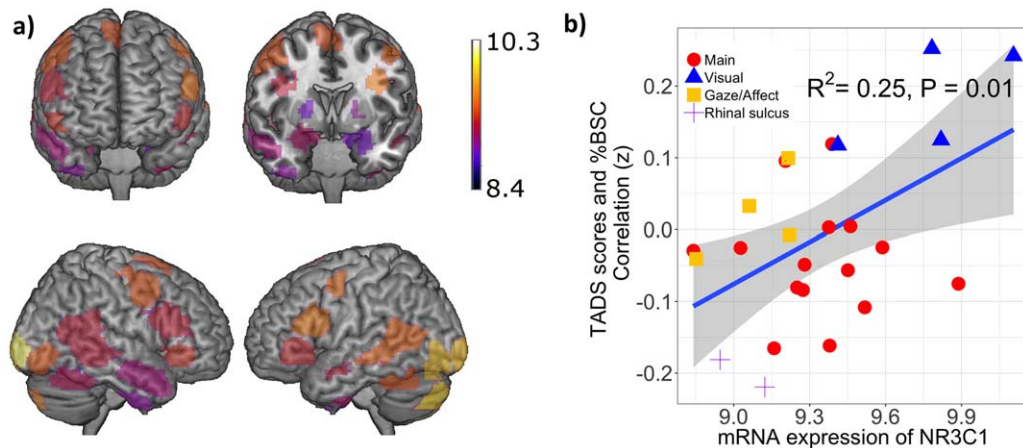 a)
10.3
8.4
b)
Main
Visual
Gaze/Affect
Rhinal sulcus
R²= 0.25, P = 0.01
TADS scores and %BSC
Correlation (z)
0.2
0.1
0.0
-0.1
-0.2
9.0 9.3 9.6 9.9
mRNA expression of NR3C1